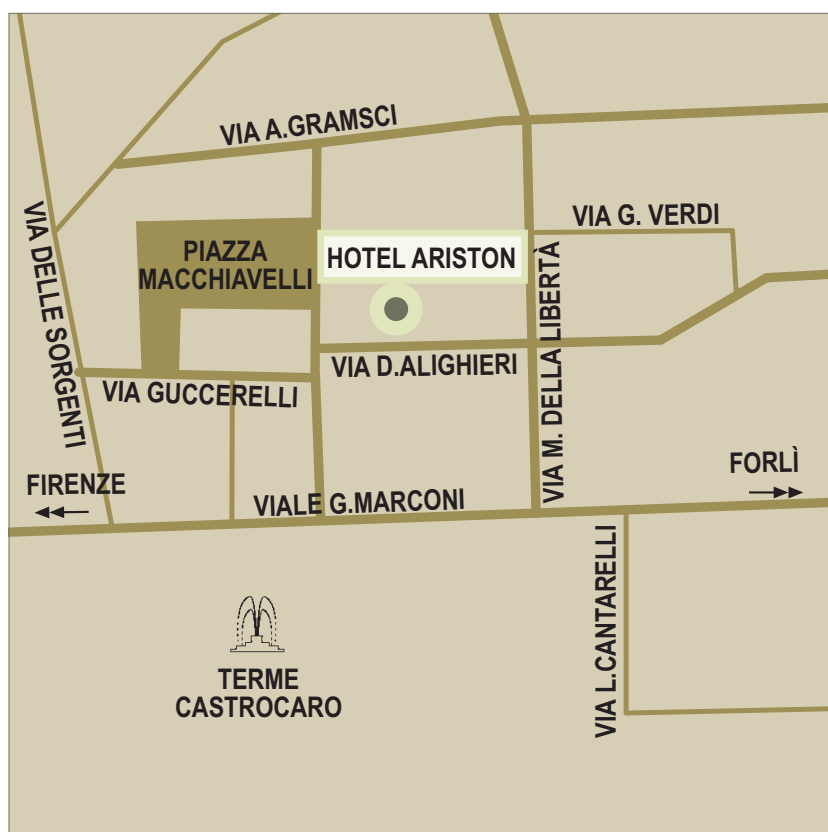 VIA A.GRAMSCI
VIA G. VERDI
VIA DELLE SORGENTI
PIAZZA
MACCHIAVELLI
HOTEL ARISTON
VIA M. DELLA LIBERTÀ
VIA D.ALIGHIERI
VIA GUCCERELLI
FIRENZE
VIALE G.MARCONI
FORLÌ
VIA L.CANTARELLI
TERME
CASTROCARO